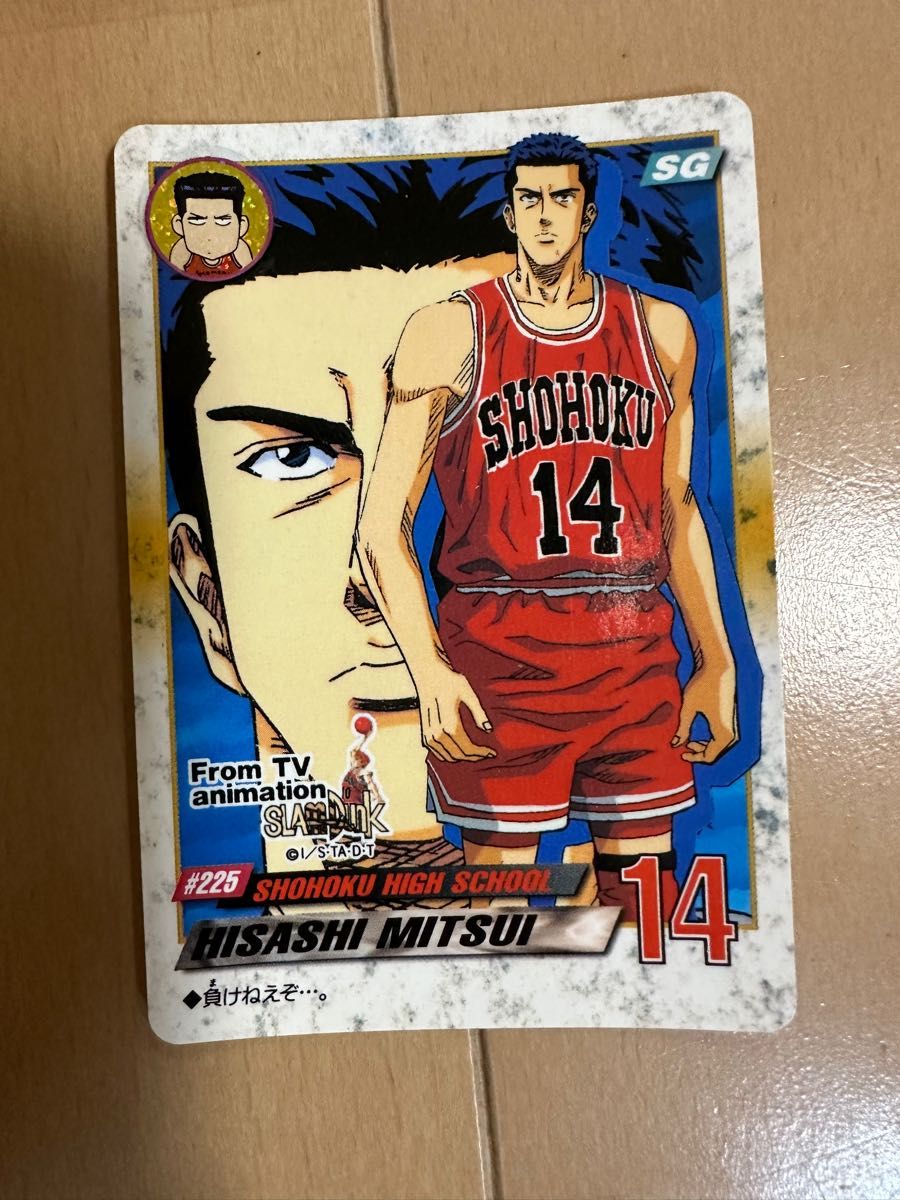 SG
SHOHOKU
14
From TV
animation
SLAM DUNK
©I/S・TA・D・T
#225
SHOHOKU HIGH SCHOOL
HISASHI MITSUI
14
ま
◆負けねえぞ…。